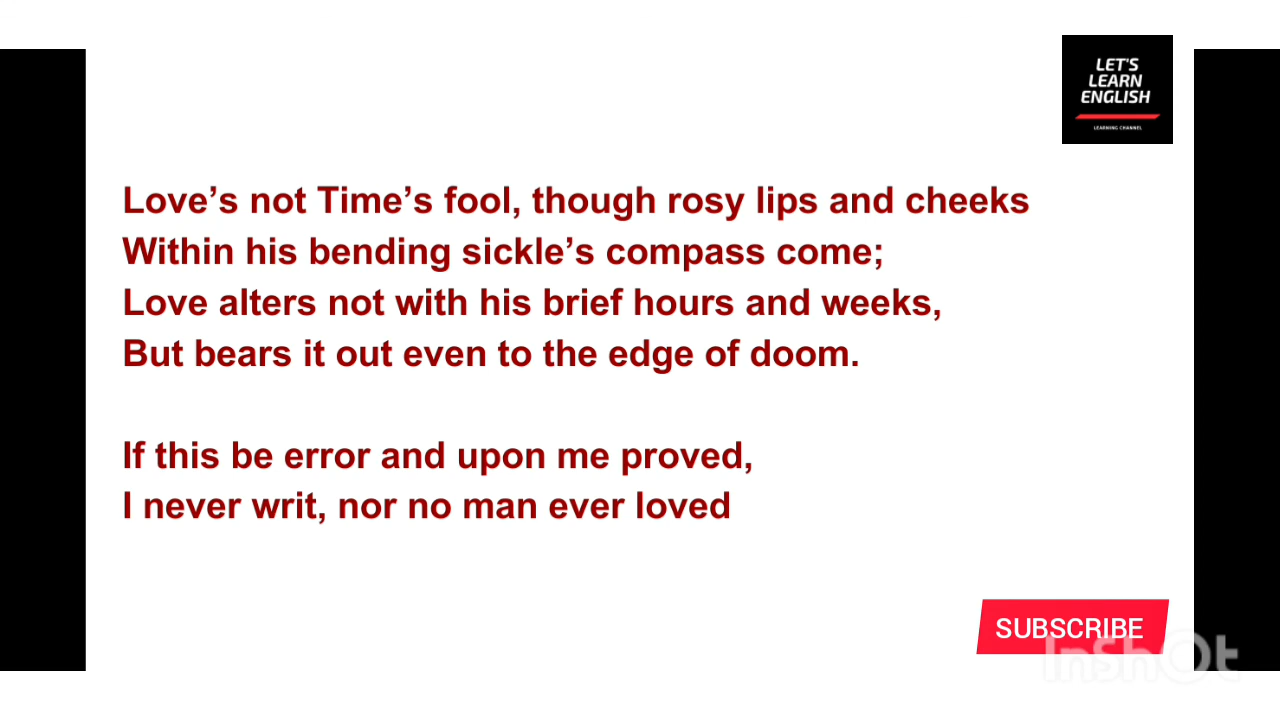 LET'S
LEARN
ENGLISH
LEARNING CHANNEL
Love’s not Time’s fool, though rosy lips and cheeks
Within his bending sickle’s compass come;
Love alters not with his brief hours and weeks,
But bears it out even to the edge of doom.
If this be error and upon me proved,
I never writ, nor no man ever loved
SUBSCRIBE
InShOt